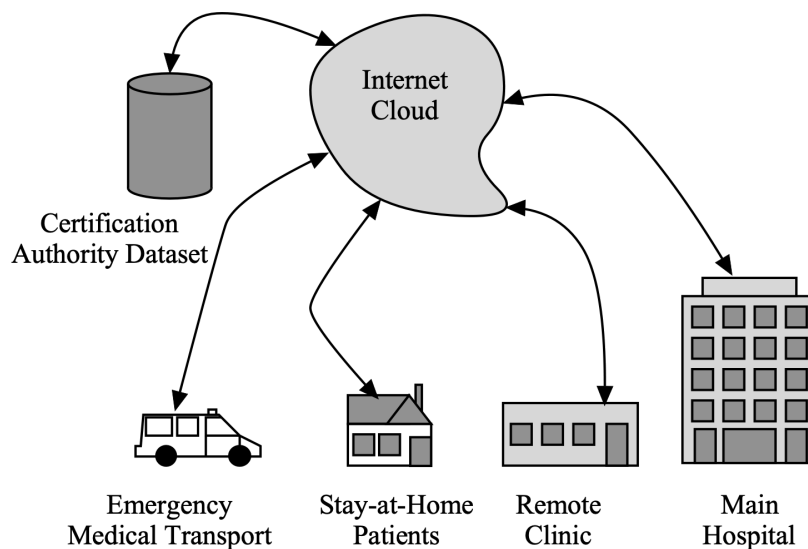 Internet
Cloud
Certification
Authority Dataset
Emergency
Medical Transport
Stay-at-Home
Patients
Remote
Clinic
Main
Hospital